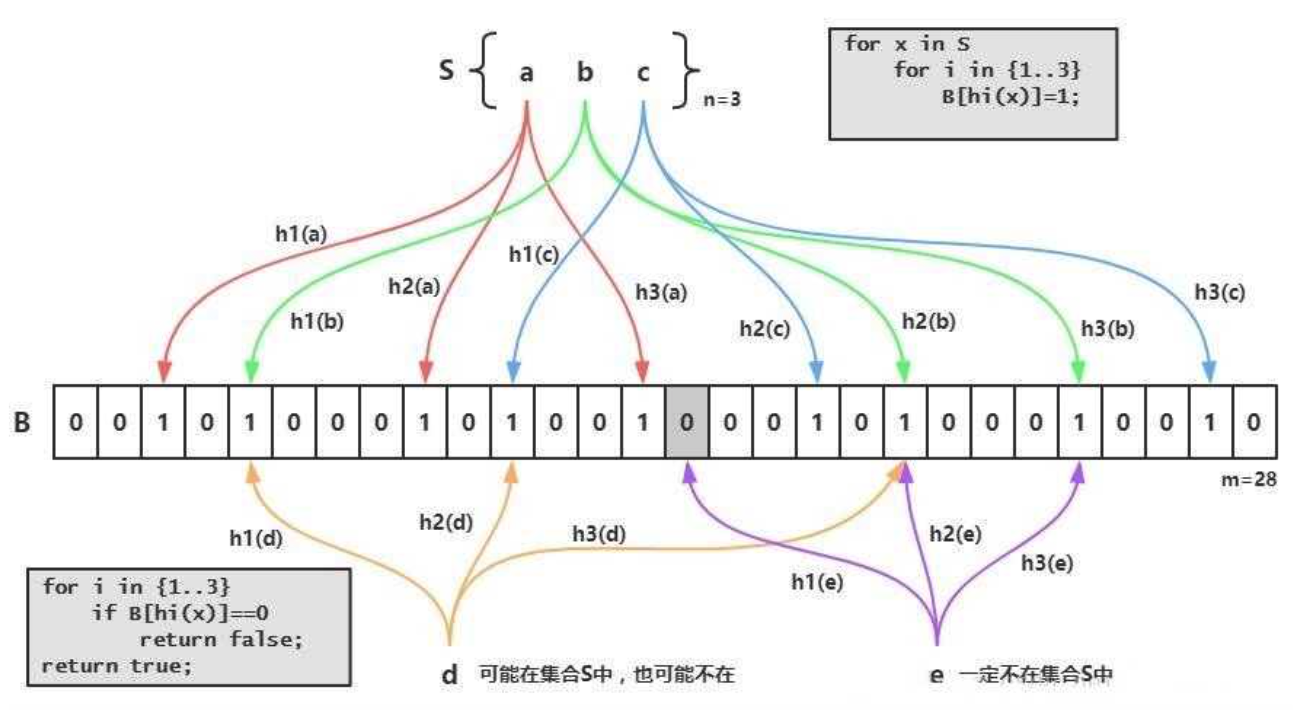 S { a b c } n=3
for x in S
for i in {1..3}
B[hi(x)]=1;
h1(a)
h1(b)
h2(a)
h1(c)
h3(a)
h2(c)
h2(b)
h3(b)
h3(c)
B 0 0 1 0 1 0 0 0 1 0 1 0 0 1 0 0 0 1 0 1 0 0 0 1 0 0 1 0
m=28
h1(d)
h2(d)
h3(d)
h1(e)
h2(e)
h3(e)
for i in {1..3}
if B[hi(x)]==0
return false;
return true;
d 可能在集合S中，也可能不在
e 一定不在集合S中